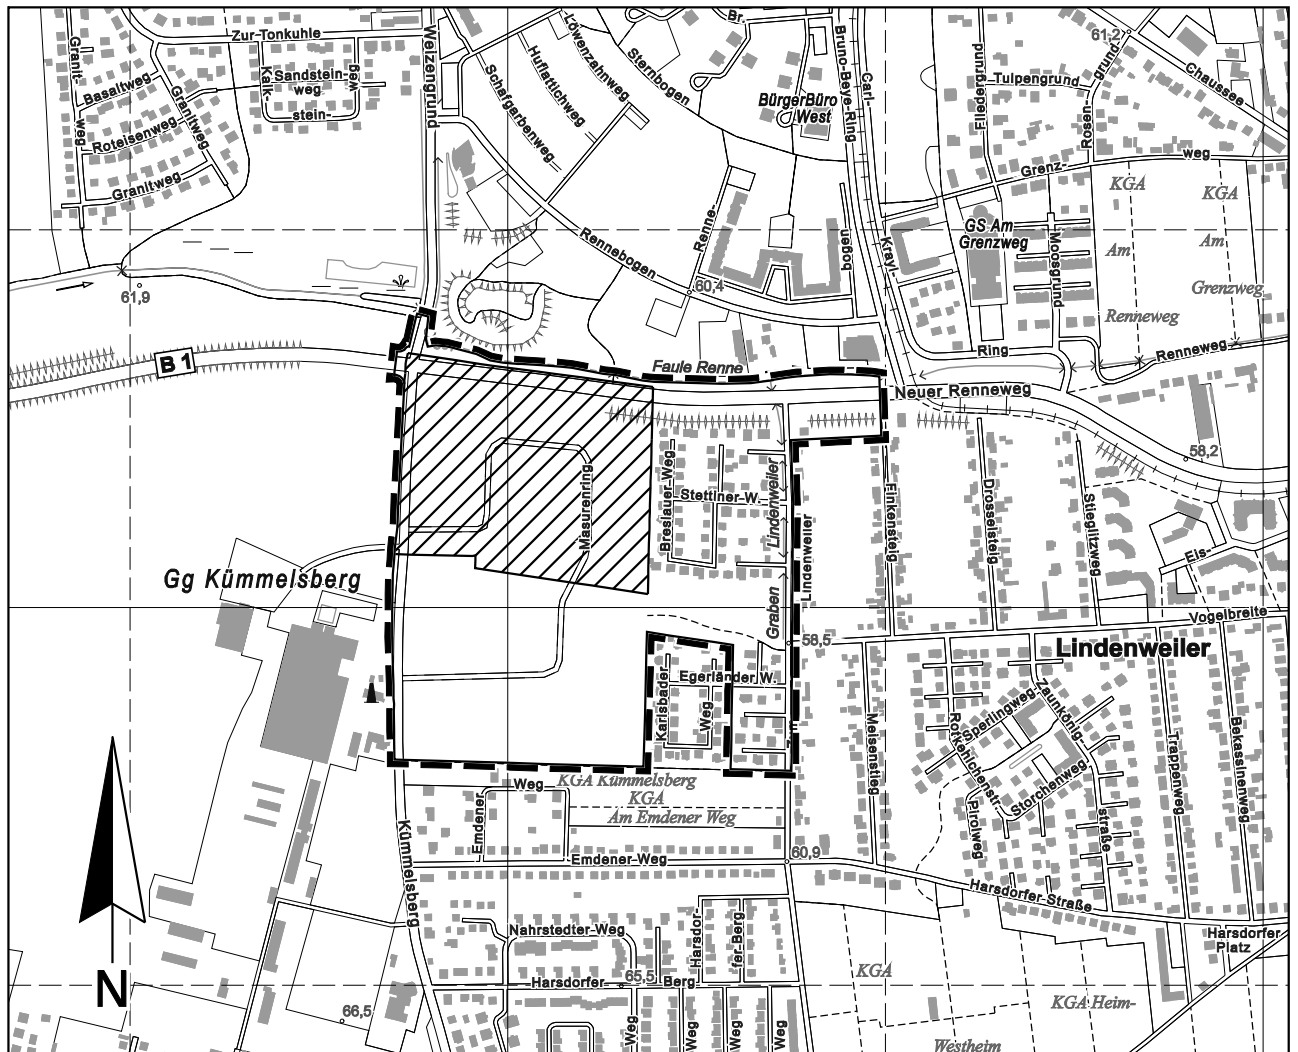 Zur-Tonkuhle
Granit-
weg
Basaltweg
Granitweg
Roteisenweg
Granitweg
Kalk-
stein-
weg
Sandstein-
weg
Weizengrund
Schafgarbenweg
Huflattichweg
Löwenzahnweg
Sternbogen
Br.
BürgerBüro
West
Bruno-Beye-Ring
Carl-
Krayl-
Ring
61,2
Chaussee
Fliedergrund
Tulpengrund
Rosen-
grund
Grenz-
weg
KGA
Am
Renneweg
KGA
Am
Grenzweg
GS Am
Grenzweg
Moosgrund
Rennebogen
Renne-
bogen
60,4
61,9
B 1
Faule Renne
Neuer Renneweg
Renneweg
58,2
Masurenring
Breslauer-Weg
Stettiner-W.
Graben
Lindenweiler
Lindenweiler
Finkensteig
Drosselsteig
Stieglitzweg
Eis-
Vogelbreite
Gg Kümmelsberg
58,5
Lindenweiler
Karlsbader
Weg
Egerländer W.
Meisenstieg
Rotkehlchenstr.
Sperlingweg
Zaunkönig-
straße
Storchenweg
Pirolweg
Trappenweg
Bekassinenweg
KGA Kümmelsberg
KGA
Am Emdener Weg
Emdener
Weg
Emdener-Weg
60,9
Kümmelsberg
Harsdorfer-Straße
Harsdorfer
Platz
Nahrstedter-Weg
Harsdor-
fer-Berg
Harsdorfer
65,5
Berg
66,5
Weg
Weg
Weg
Weg
KGA
KGA Heim-
Westheim
N